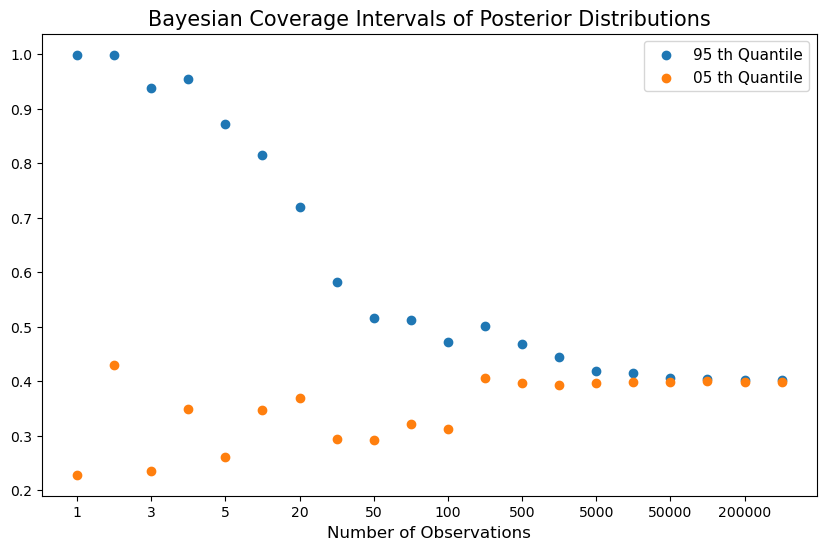 Bayesian Coverage Intervals of Posterior Distributions
95 th Quantile
05 th Quantile
1.0
0.9
0.8
0.7
0.6
0.5
0.4
0.3
0.2
1 3 5 20 50 100 500 5000 50000 200000
Number of Observations